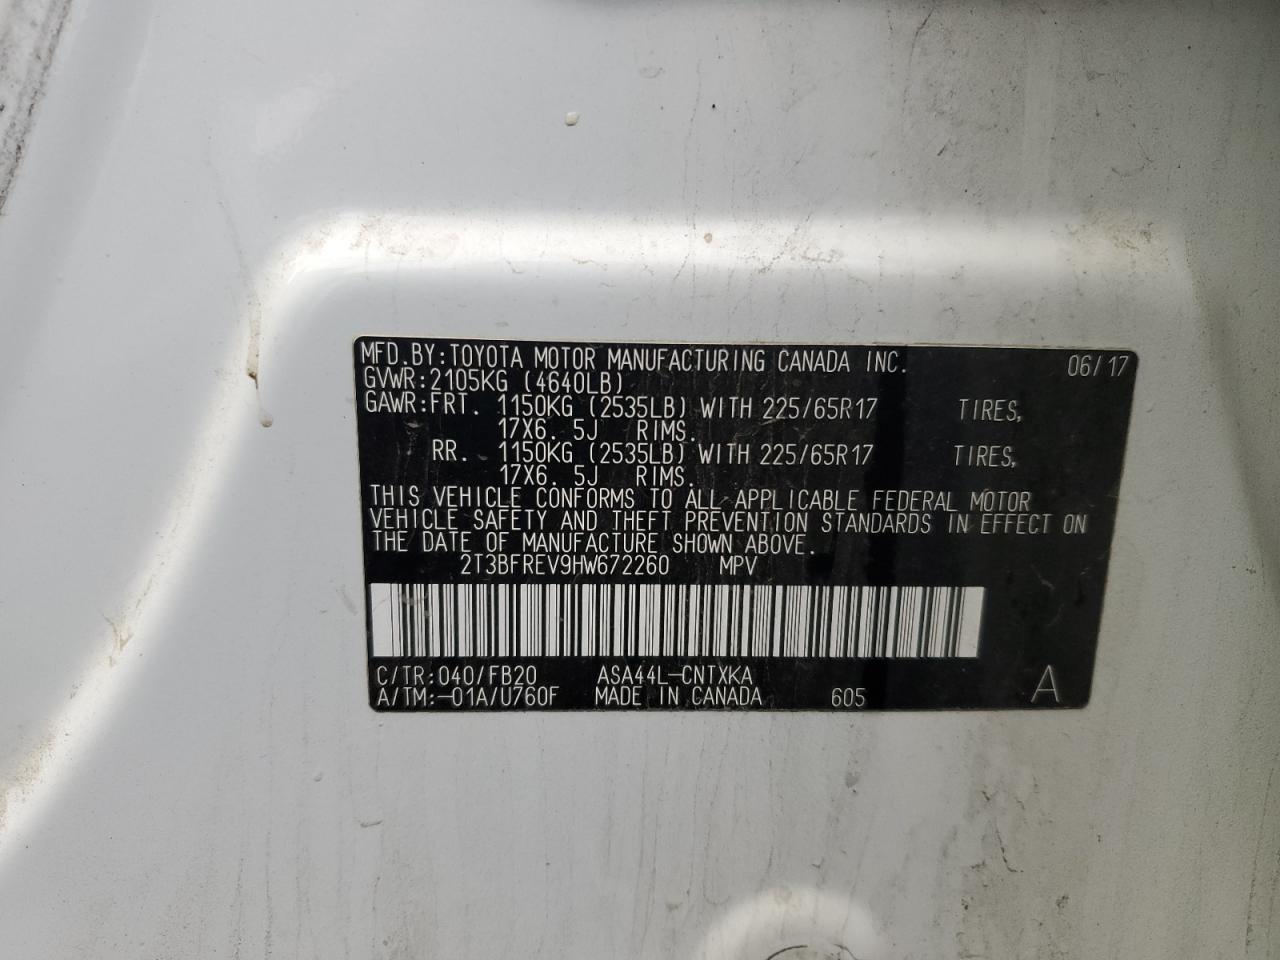 MFD.BY:TOYOTA MOTOR MANUFACTURING CANADA INC. 06/17
GVWR:2105KG (4640LB)
GAWR:FRT. 1150KG (2535LB) WITH 225/65R17 TIRES,
17X6. 5J RIMS.
RR. 1150KG (2535LB) WITH 225/65R17 TIRES,
17X6. 5J RIMS.
THIS VEHICLE CONFORMS TO ALL APPLICABLE FEDERAL MOTOR
VEHICLE SAFETY AND THEFT PREVENTION STANDARDS IN EFFECT ON
THE DATE OF MANUFACTURE SHOWN ABOVE.
2T3BFREV9HW672260 MPV
C/TR:040/FB20 ASA44L-CNTXKA
A/TM:-01A/U760F MADE IN CANADA 605 A